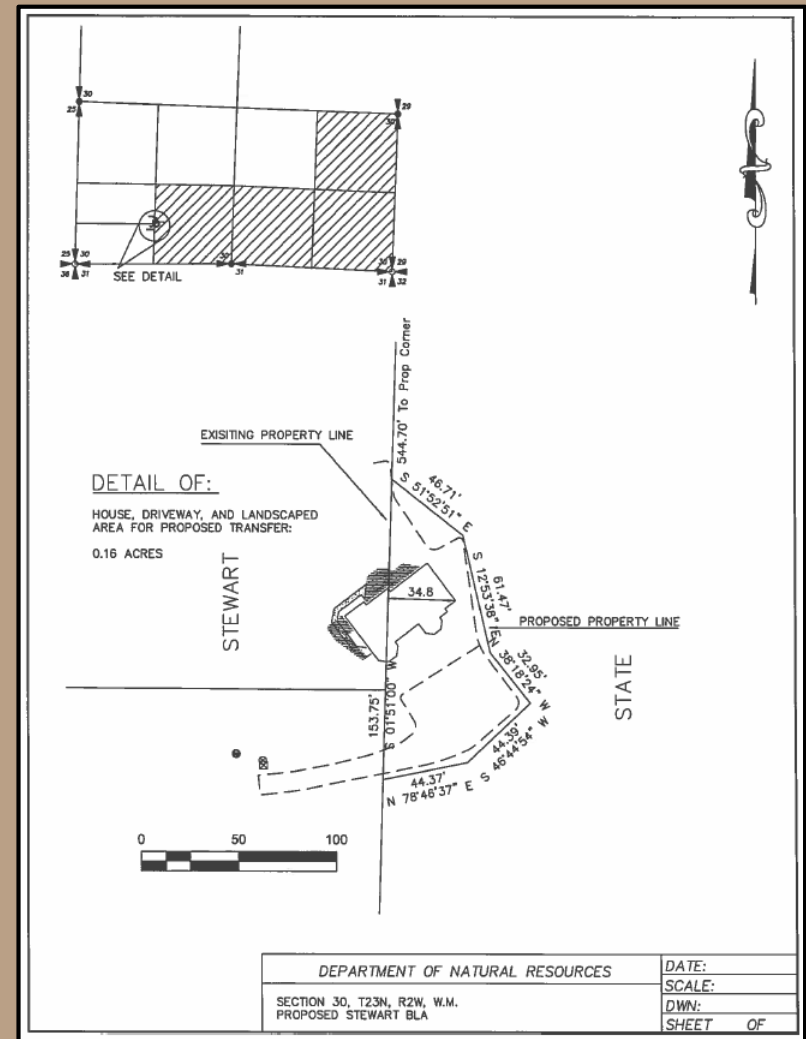 30
25
29
30
25 30
36 31
30
31
30 29
31 32
SEE DETAIL
544.70' To Prop Corner
EXISITING PROPERTY LINE
46.71'
S 51°52'51" E
DETAIL OF:
HOUSE, DRIVEWAY, AND LANDSCAPED
AREA FOR PROPOSED TRANSFER:
0.16 ACRES
STEWART
34.8
61.47'
S 12°53'38" E
PROPOSED PROPERTY LINE
32.95'
N 38°18'24" W
STATE
153.75'
S 01°51'00" W
44.39'
S 46°44'54" W
44.37'
N 78°46'37" E
0 50 100
DEPARTMENT OF NATURAL RESOURCES
SECTION 30, T23N, R2W, W.M.
PROPOSED STEWART BLA
DATE:
SCALE:
DWN:
SHEET OF